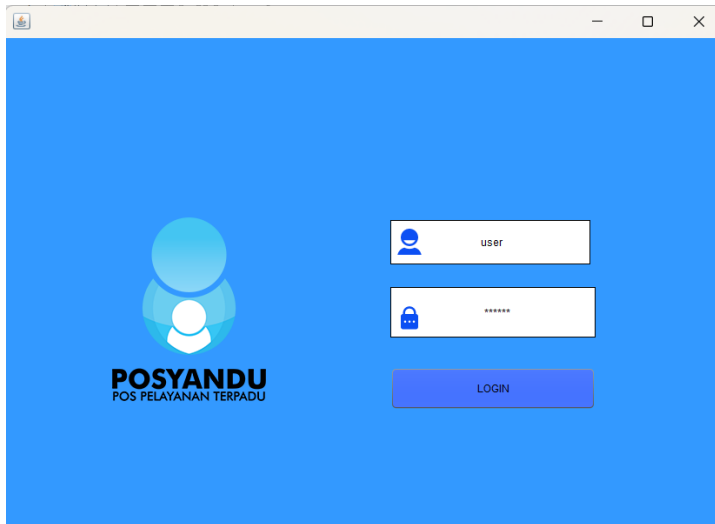 user
******
LOGIN
POSYANDU
POS PELAYANAN TERPADU